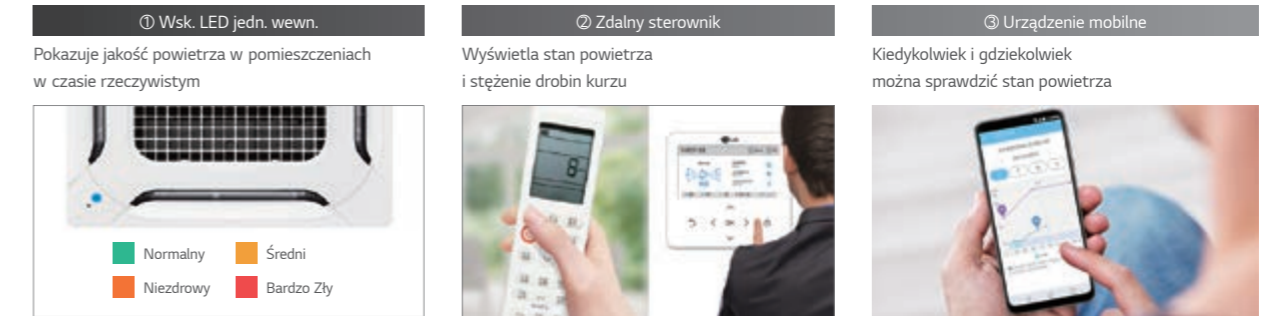 ① Wsk. LED jedn. wewn.
Pokazuje jakość powietrza w pomieszczeniach
w czasie rzeczywistym
Normalny
Średni
Niezdrowy
Bardzo Zły
② Zdalny sterownik
Wyświetla stan powietrza
i stężenie drobin kurzu
③ Urządzenie mobilne
Kiedykolwiek i gdziekolwiek
można sprawdzić stan powietrza